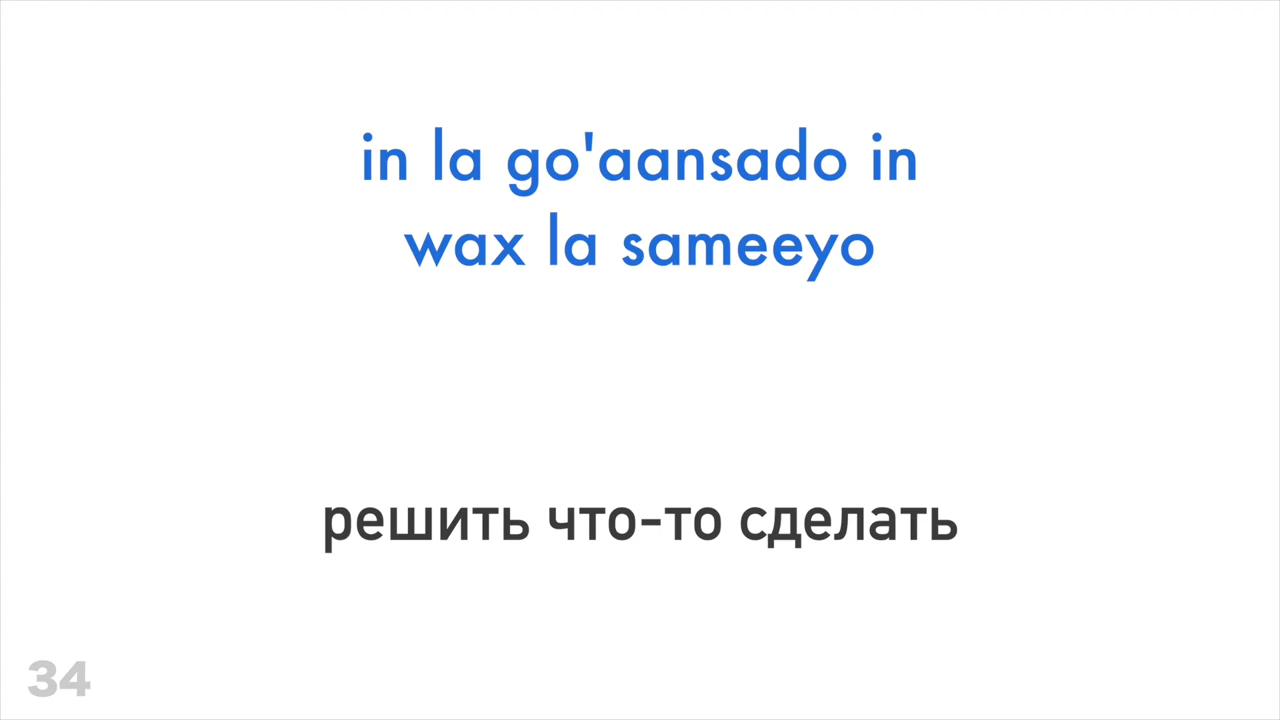 in la go'aansado in
wax la sameeyo
решить что-то сделать
34